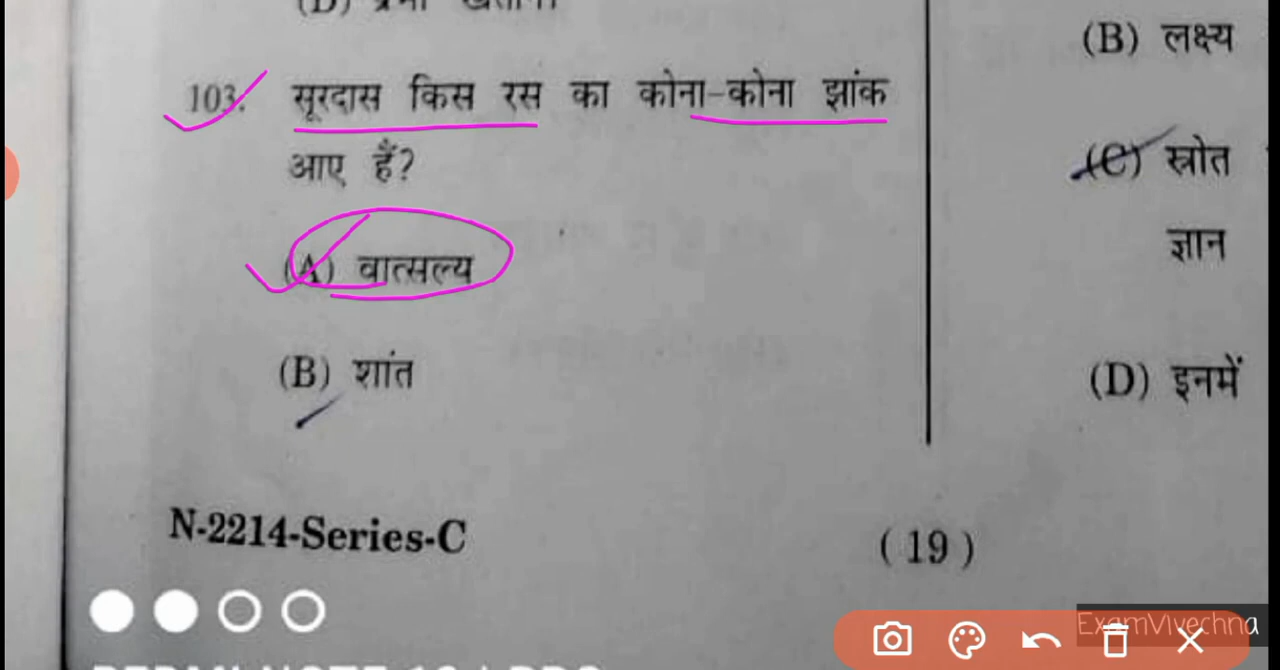 103. सूरदास किस रस का कोना-कोना झांक
आए हैं?
(A) वात्सल्य
(B) शांत
N-2214-Series-C
(19)
(B) लक्ष्य
(C) स्रोत
ज्ञान
(D) इनमें
ExamVivechna